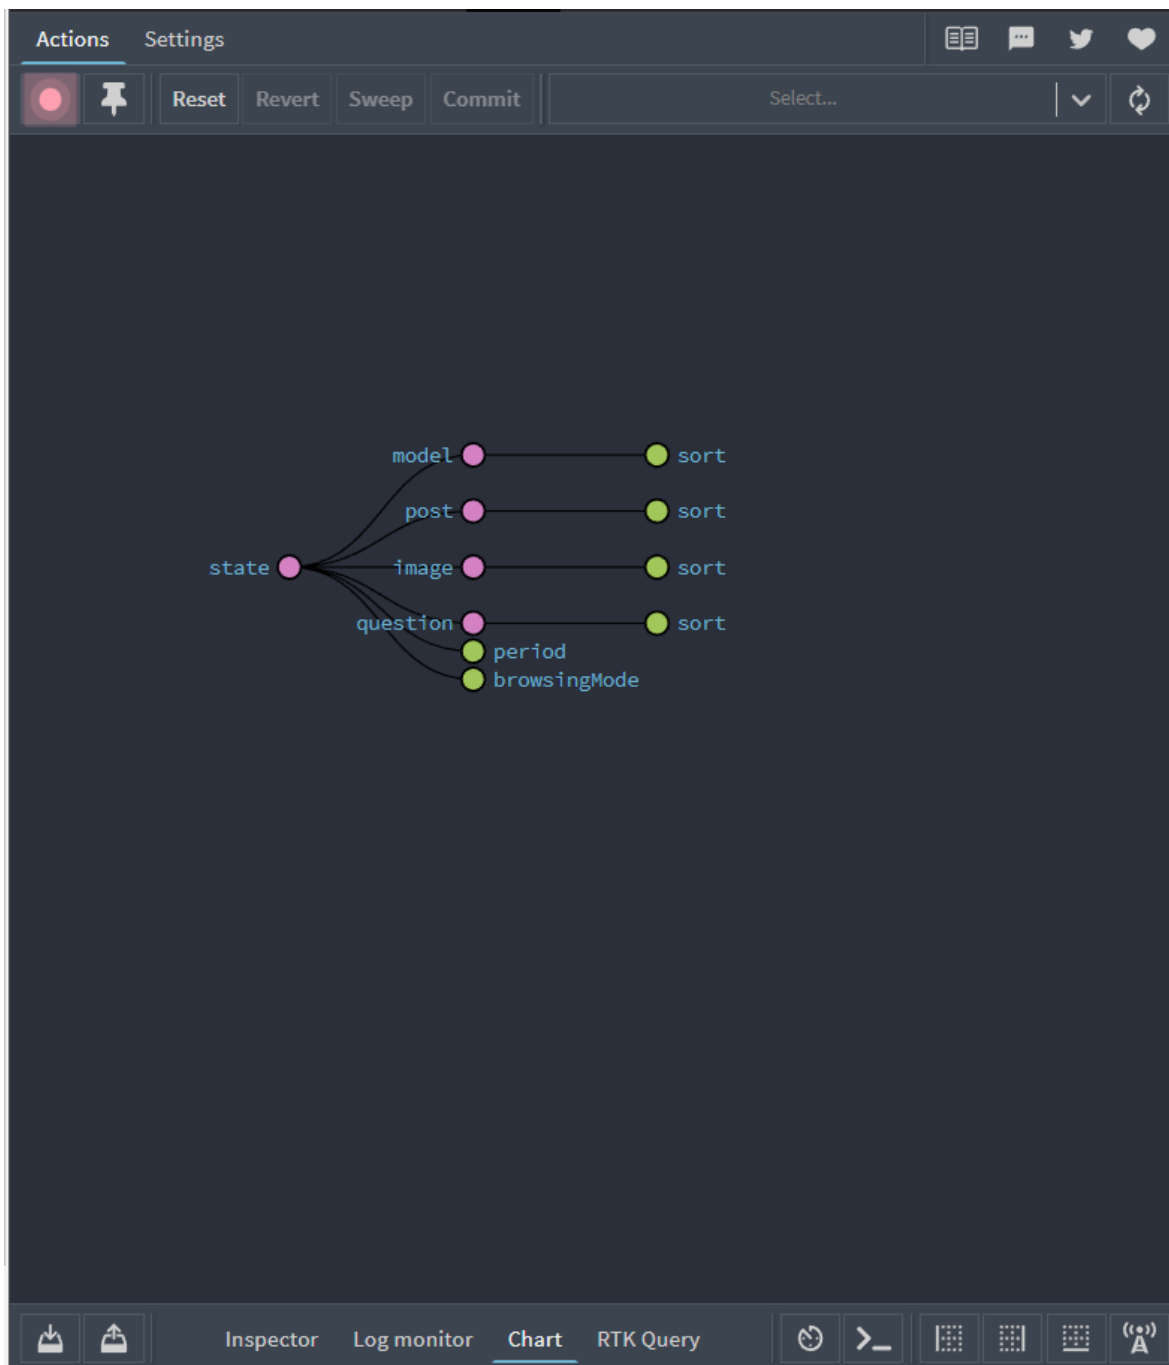 Actions Settings
Reset Revert Sweep Commit Select...
model sort
post sort
state image sort
question sort
period
browsingMode
Inspector Log monitor Chart RTK Query